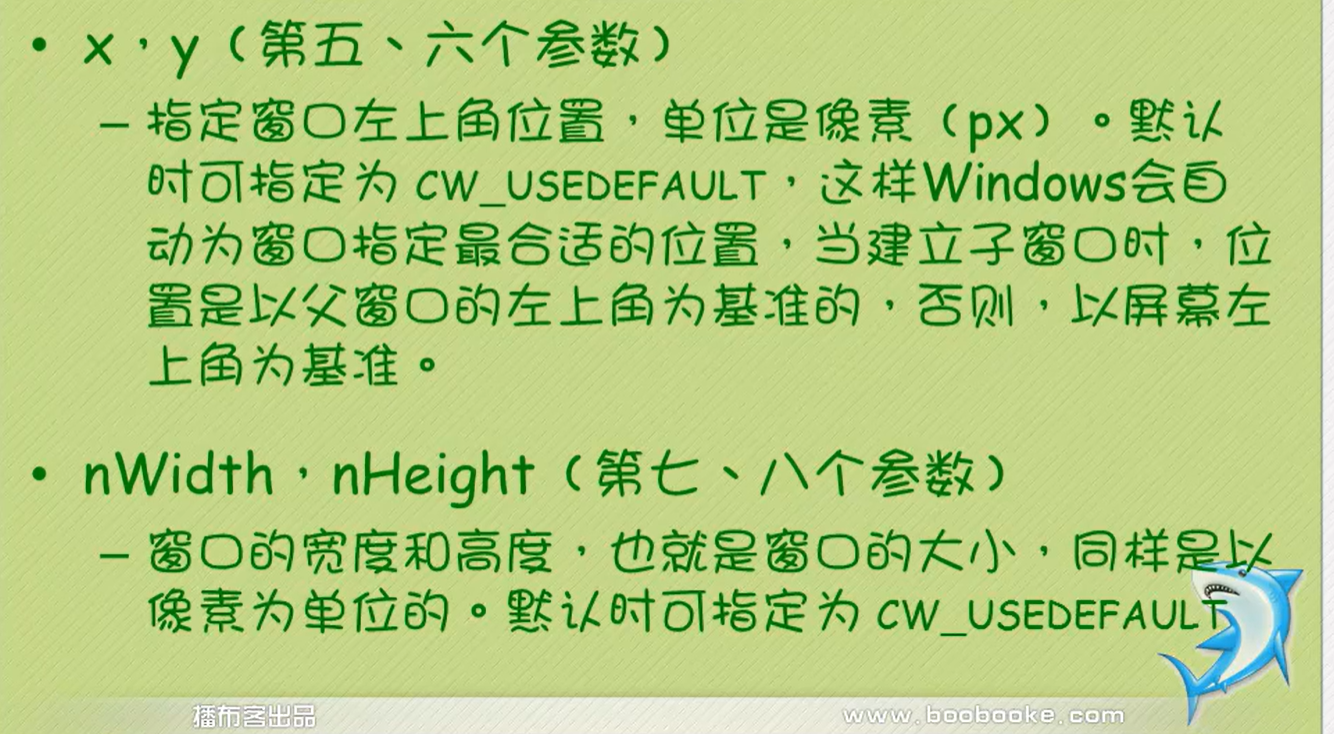 • x，y（第五、六个参数）
– 指定窗口左上角位置，单位是像素（px）。默认
时可指定为 CW_USEDEFAULT，这样Windows会自
动为窗口指定最合适的位置，当建立子窗口时，位
置是以父窗口的左上角为基准的，否则，以屏幕左
上角为基准。
• nWidth，nHeight（第七、八个参数）
– 窗口的宽度和高度，也就是窗口的大小，同样是以
像素为单位的。默认时可指定为 CW_USEDEFAULT
播布客出品
www.boobooke.com